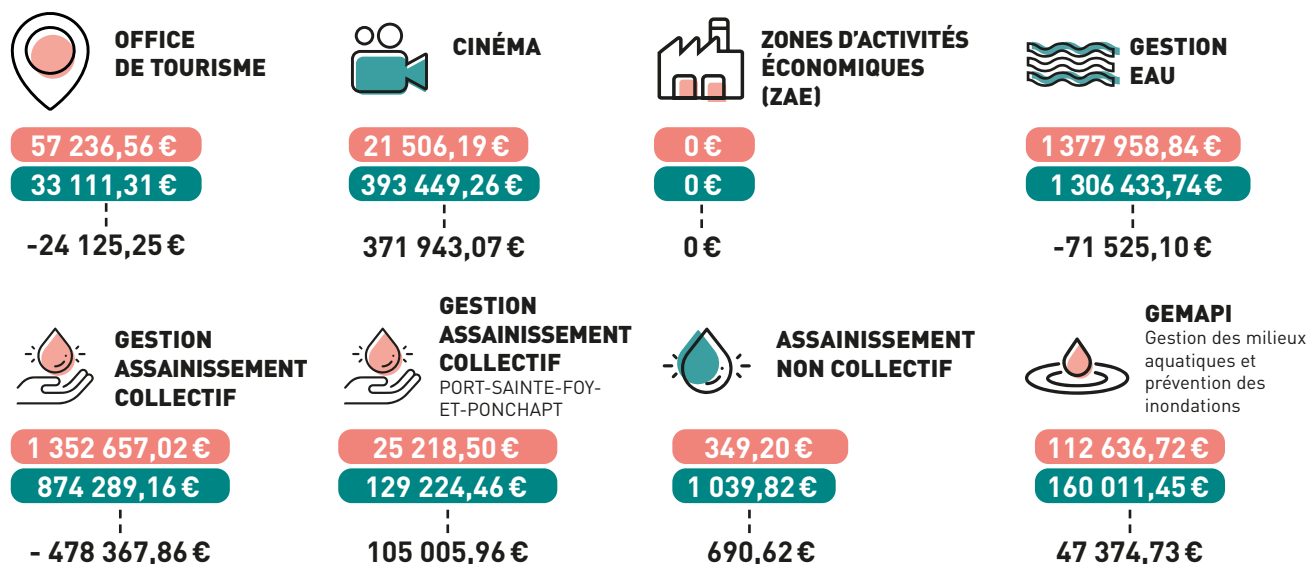 OFFICE
DE TOURISME
57 236,56 €
33 111,31 €
-24 125,25 €
CINÉMA
21 506,19 €
393 449,26 €
371 943,07 €
ZONES D'ACTIVITÉS
ÉCONOMIQUES
(ZAE)
0 €
0 €
0 €
GESTION
EAU
1 377 958,84 €
1 306 433,74 €
-71 525,10 €
GESTION
ASSAINISSEMENT
COLLECTIF
1 352 657,02 €
874 289,16 €
- 478 367,86 €
GESTION
ASSAINISSEMENT
COLLECTIF
PORT-SAINTE-FOY-
ET-PONCHAPT
25 218,50 €
129 224,46 €
105 005,96 €
ASSAINISSEMENT
NON COLLECTIF
349,20 €
1 039,82 €
690,62 €
GEMAPI
Gestion des milieux
aquatiques et
prévention des
inondations
112 636,72 €
160 011,45 €
47 374,73 €